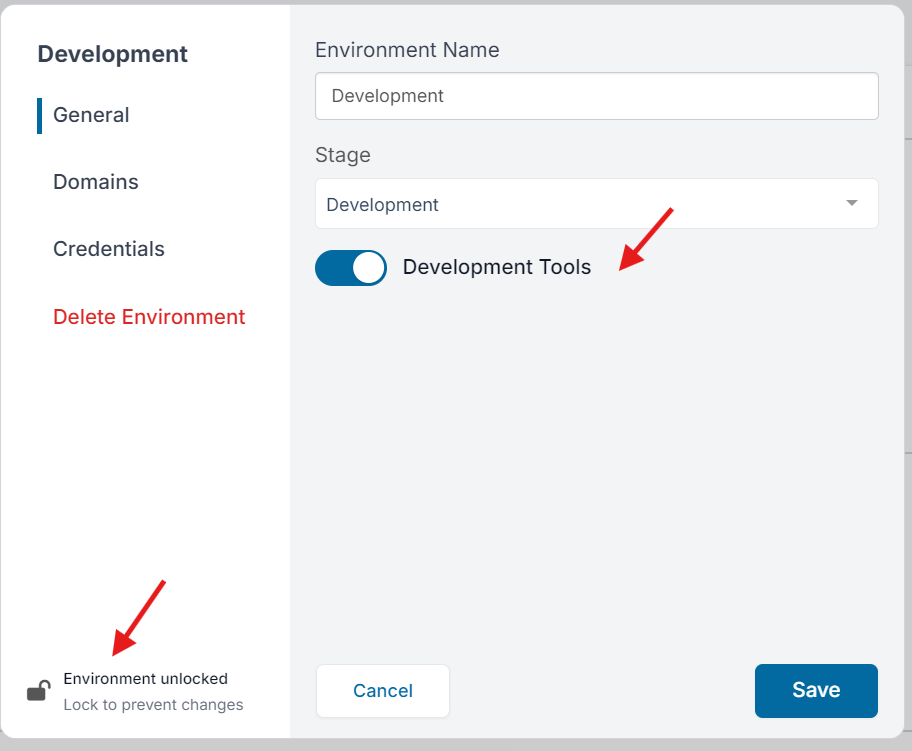 Development
General
Domains
Credentials
Delete Environment
Environment unlocked
Lock to prevent changes
Environment Name
Development
Stage
Development
Development Tools
Cancel
Save